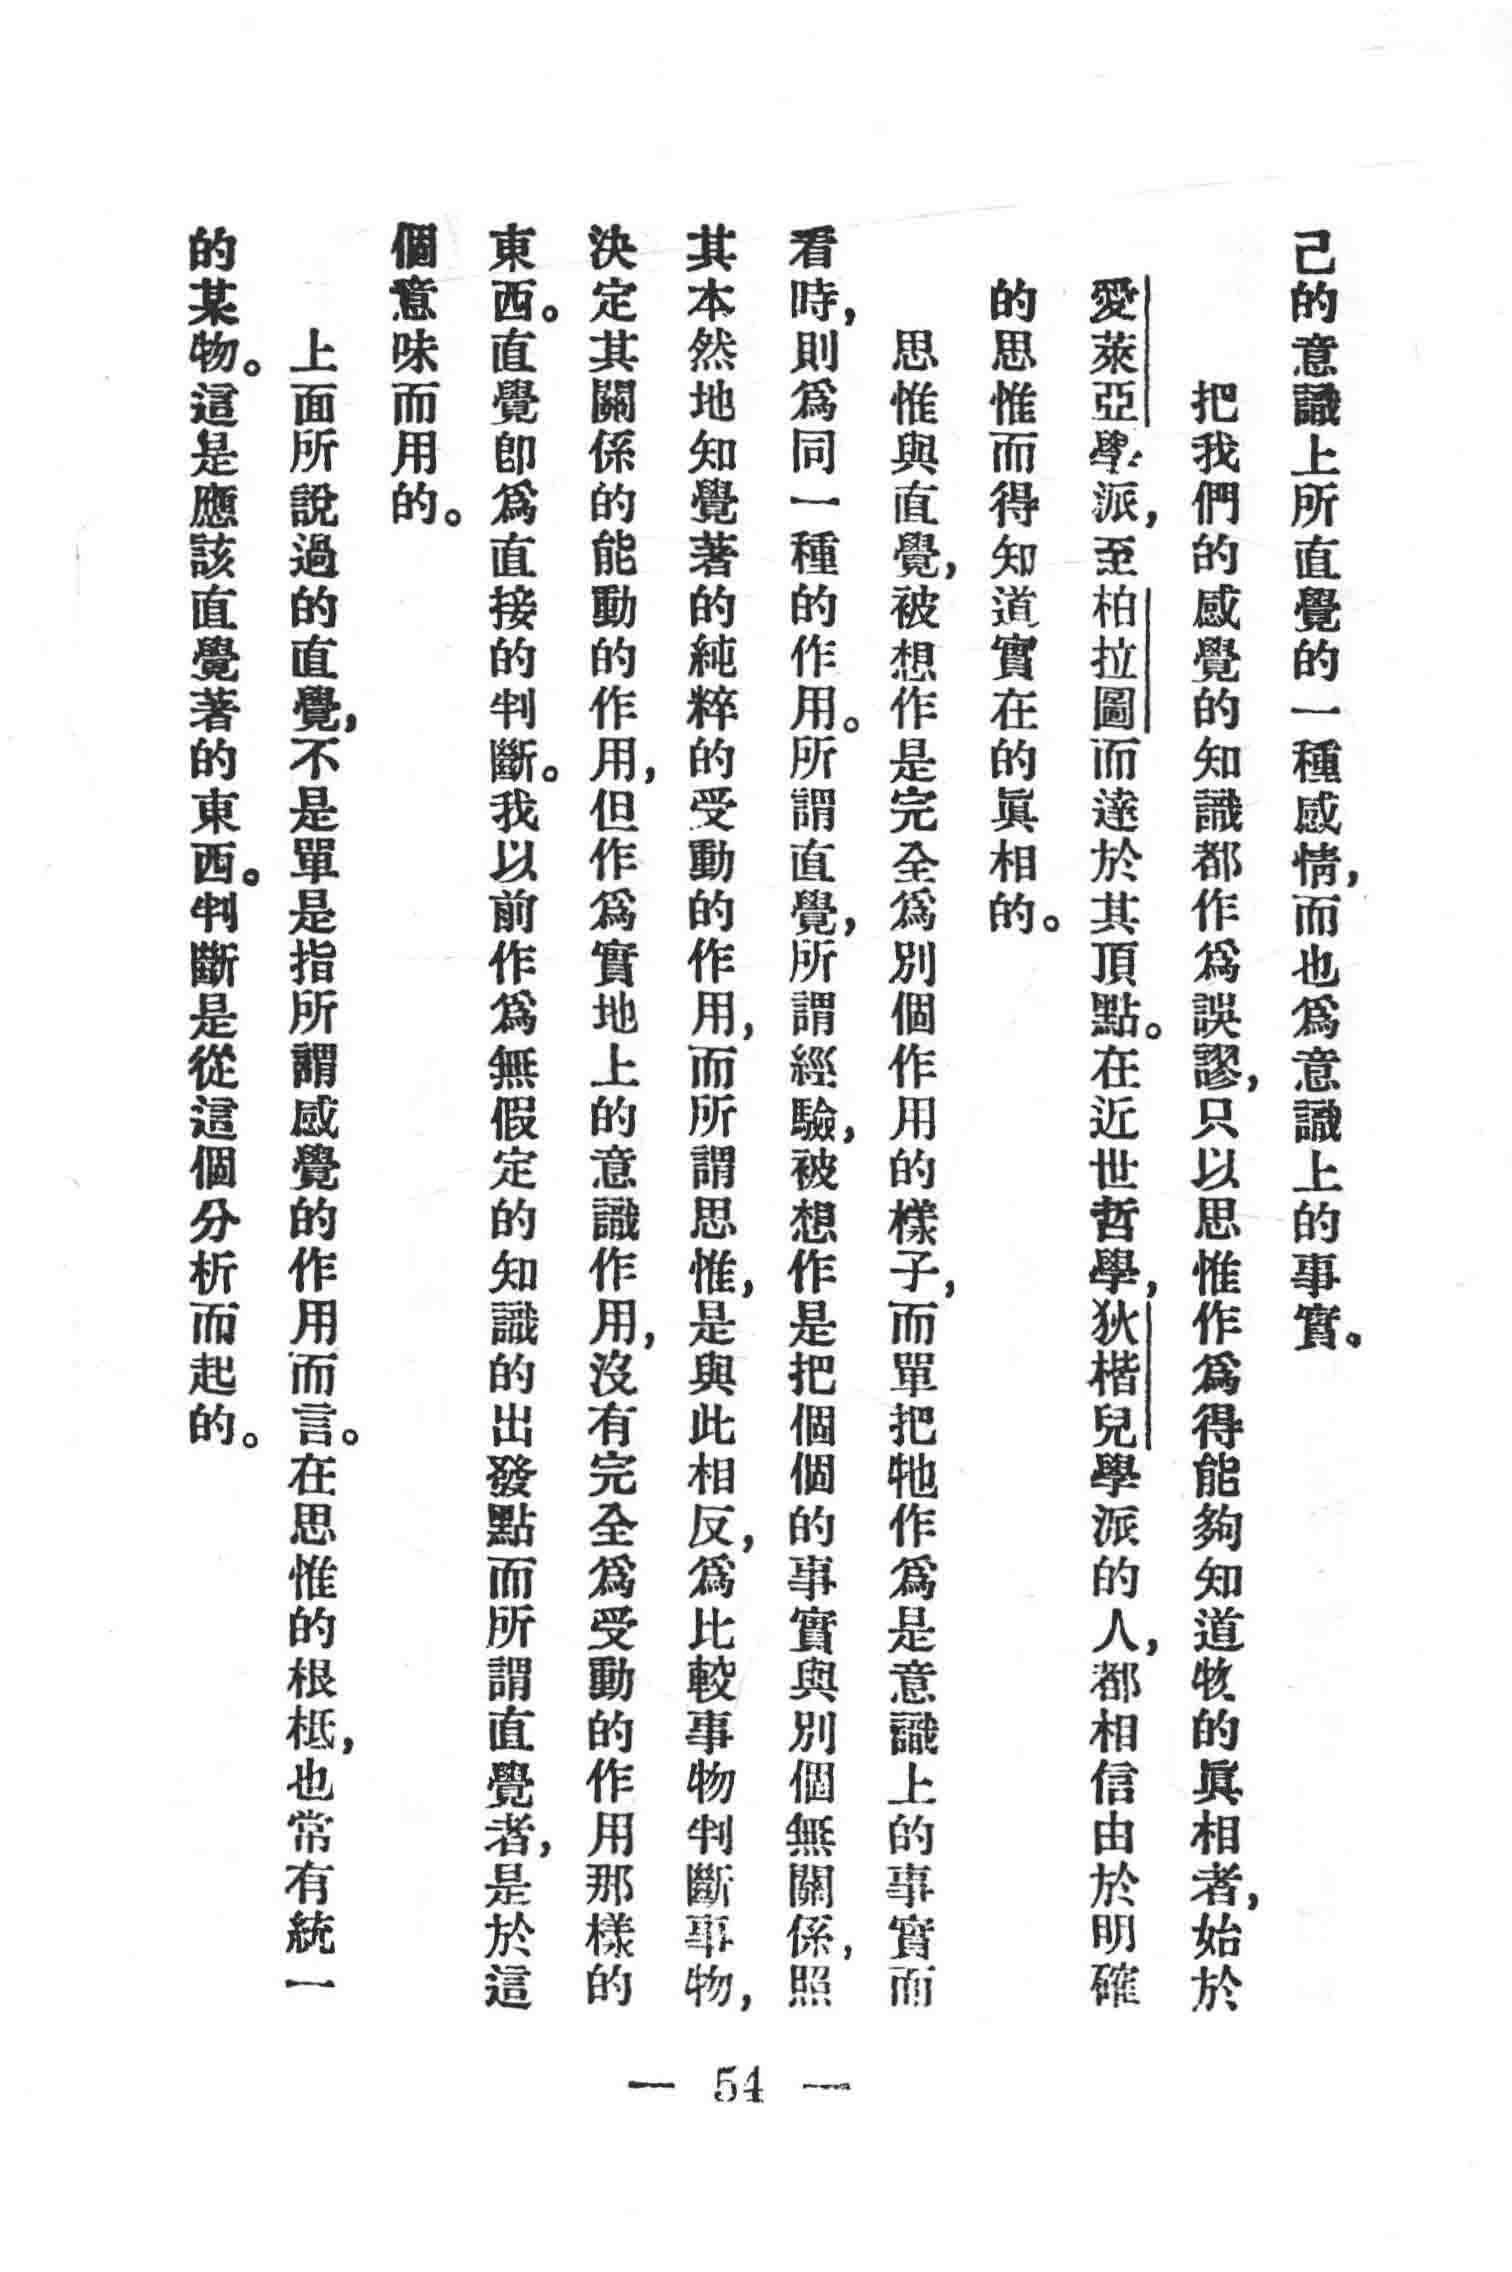 己的意識上所直覺的一種感情，而也爲意識上的事實。
把我們的感覺的知識都作爲誤謬，只以思惟作爲得能夠知道物的眞相者，始於
愛萊亞學派，至柏拉圖而達於其頂點。在近世哲學，狄楷兒學派的人，都相信由於明確
的思惟而得知道實在的眞相的。
思惟與直覺，被想作是完全爲別個作用的樣子，而單把牠作爲是意識上的事實而
看時，則爲同一種的作用。所謂直覺，所謂經驗，被想作是把個個的事實與別個無關係，照
其本然地知覺著的純粹的受動的作用，而所謂思惟，是與此相反，爲比較事物判斷事物，
決定其關係的能動的作用，但作爲實地上的意識作用，沒有完全爲受動的作用那樣的
東西。直覺卽爲直接的判斷。我以前作爲無假定的知識的出發點而所謂直覺者，是於這
個意味而用的。
上面所說過的直覺，不是單是指所謂感覺的作用而言。在思惟的根柢，也常有統一
的某物。這是應該直覺著的東西。判斷是從這個分析而起的。
— 54 —